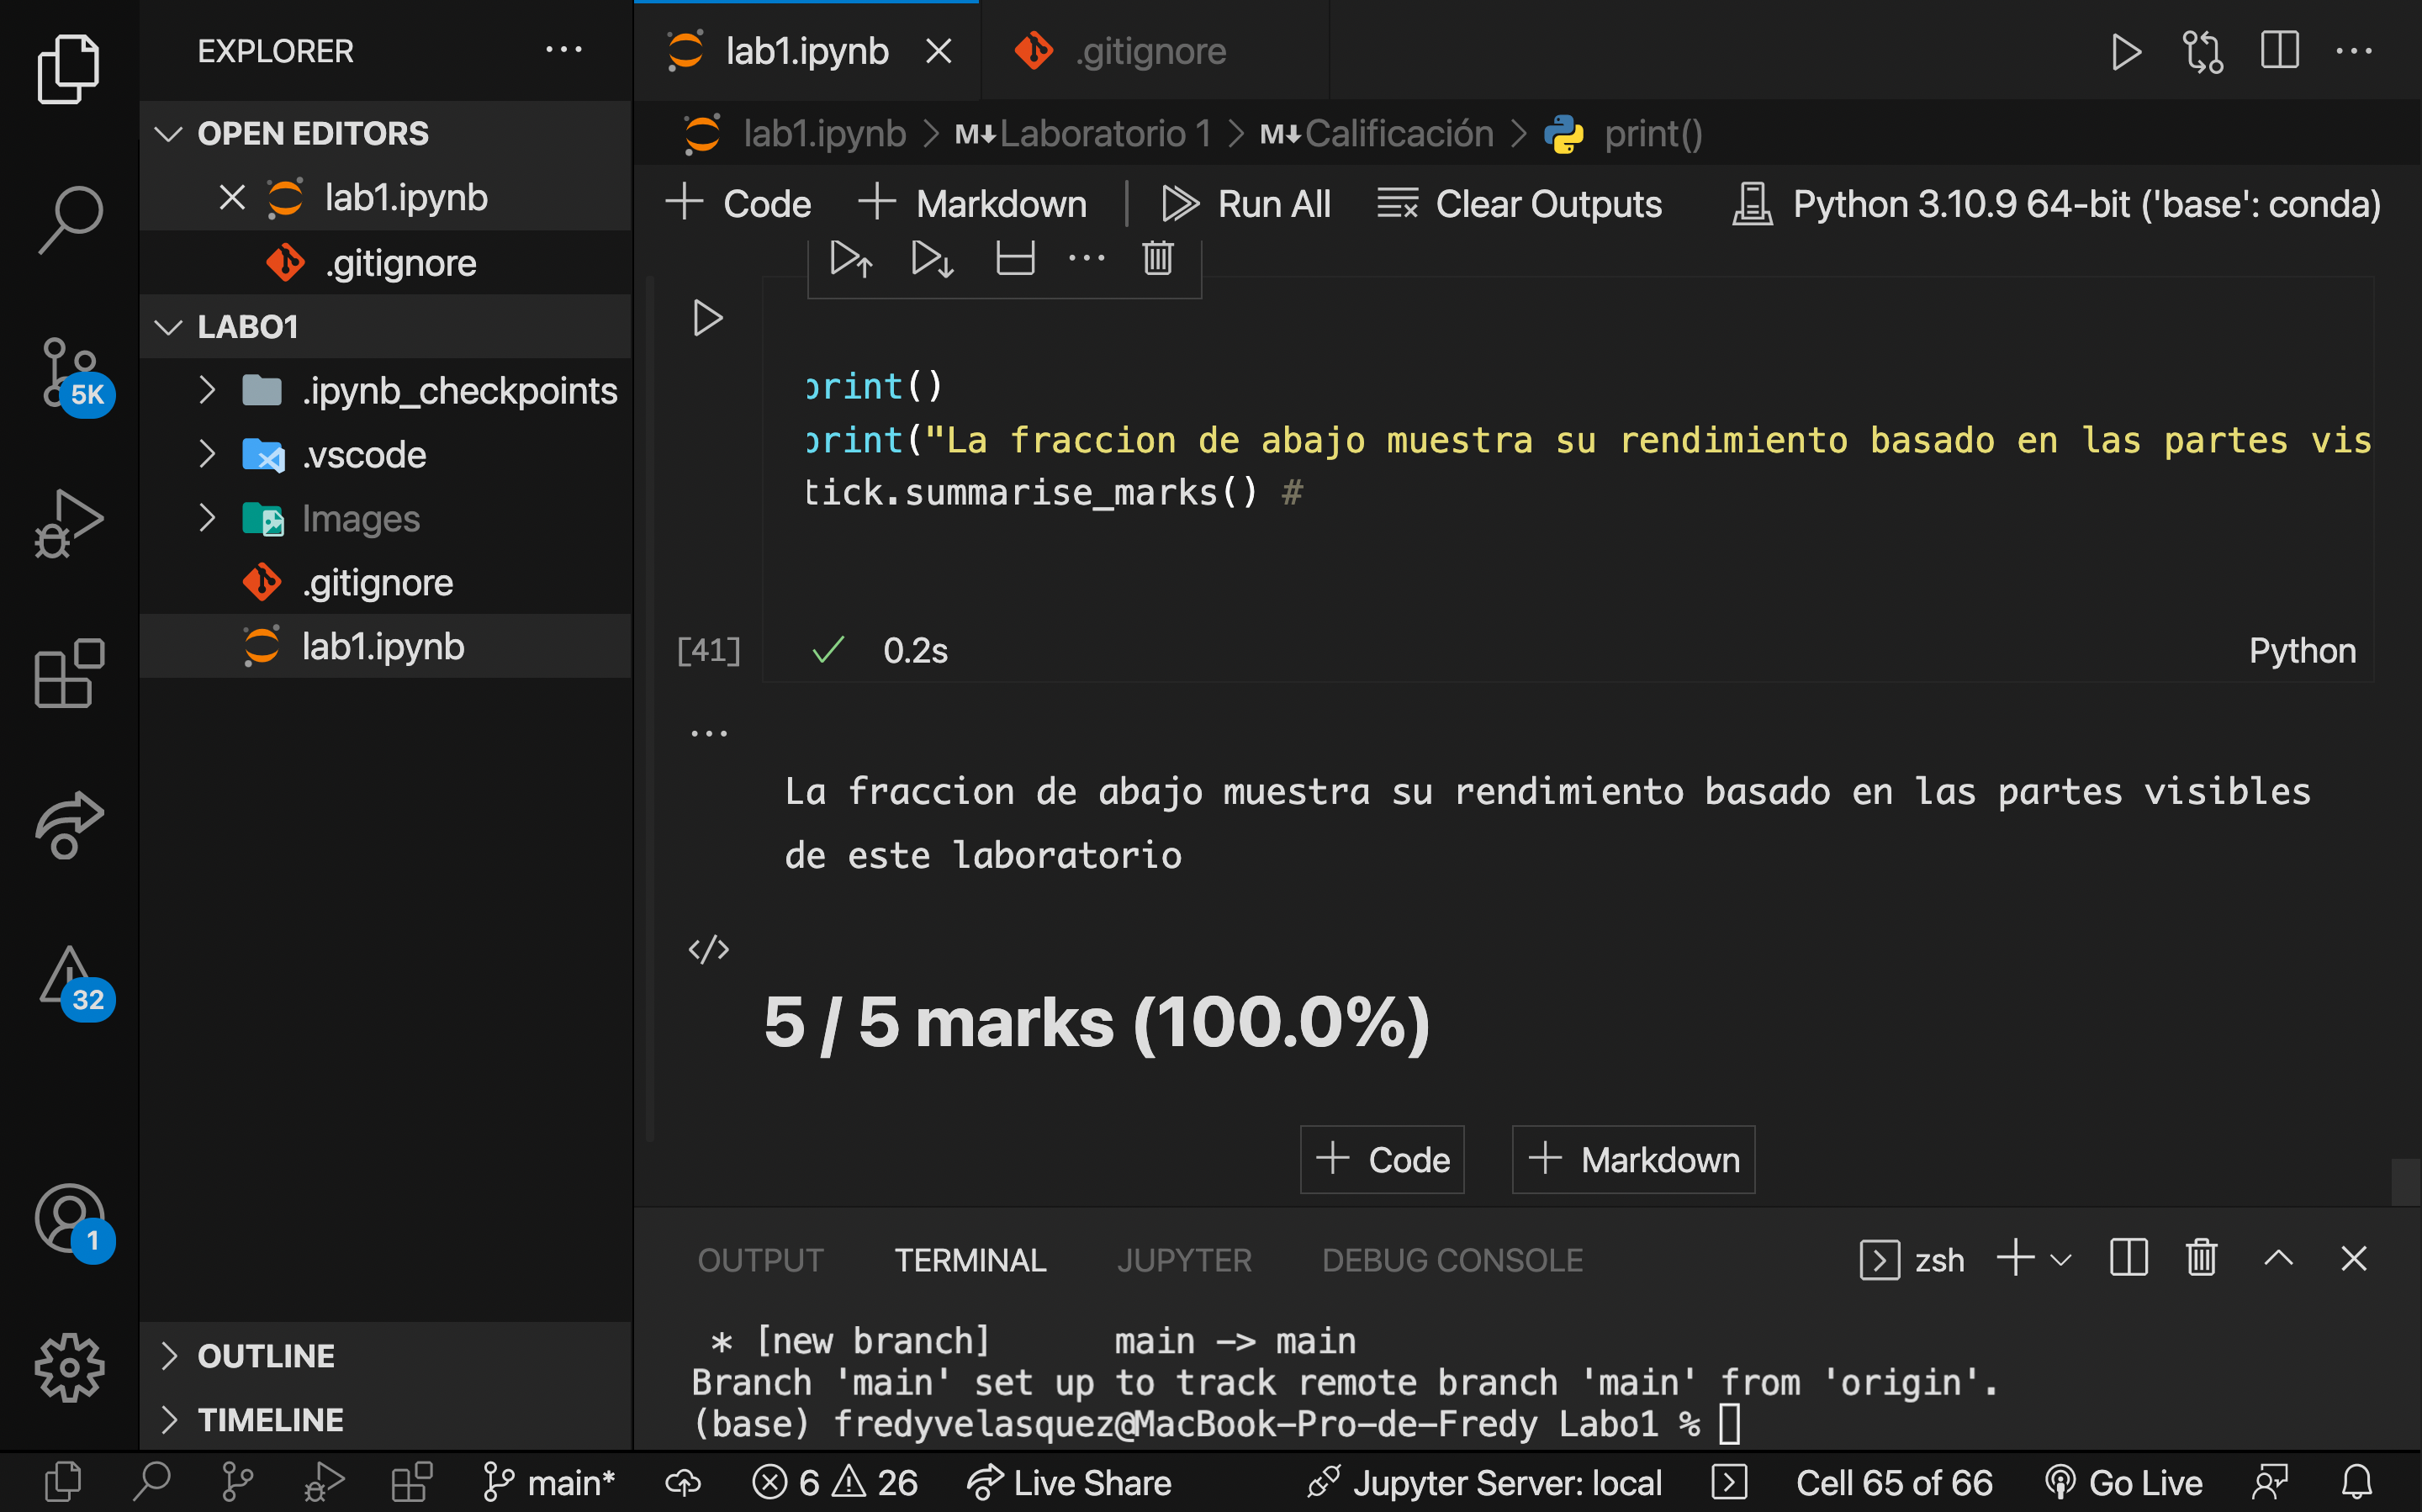 EXPLORER
OPEN EDITORS
lab1.ipynb
.gitignore
LABO1
.ipynb_checkpoints
.vscode
Images
.gitignore
lab1.ipynb
OUTLINE
TIMELINE
5K
32
1
lab1.ipynb
.gitignore
lab1.ipynb > M↓Laboratorio 1 > M↓Calificación > print()
Code
Markdown
Run All
Clear Outputs
Python 3.10.9 64-bit ('base': conda)
print()
print("La fraccion de abajo muestra su rendimiento basado en las partes vis
tick.summarise_marks() #
[41]
0.2s
Python
...
La fraccion de abajo muestra su rendimiento basado en las partes visibles
de este laboratorio
</>
5 / 5 marks (100.0%)
+ Code
+ Markdown
OUTPUT
TERMINAL
JUPYTER
DEBUG CONSOLE
zsh
* [new branch]      main -> main
Branch 'main' set up to track remote branch 'main' from 'origin'.
(base) fredyvelasquez@MacBook-Pro-de-Fredy Labo1 %
main*
6
26
Live Share
Jupyter Server: local
Cell 65 of 66
Go Live